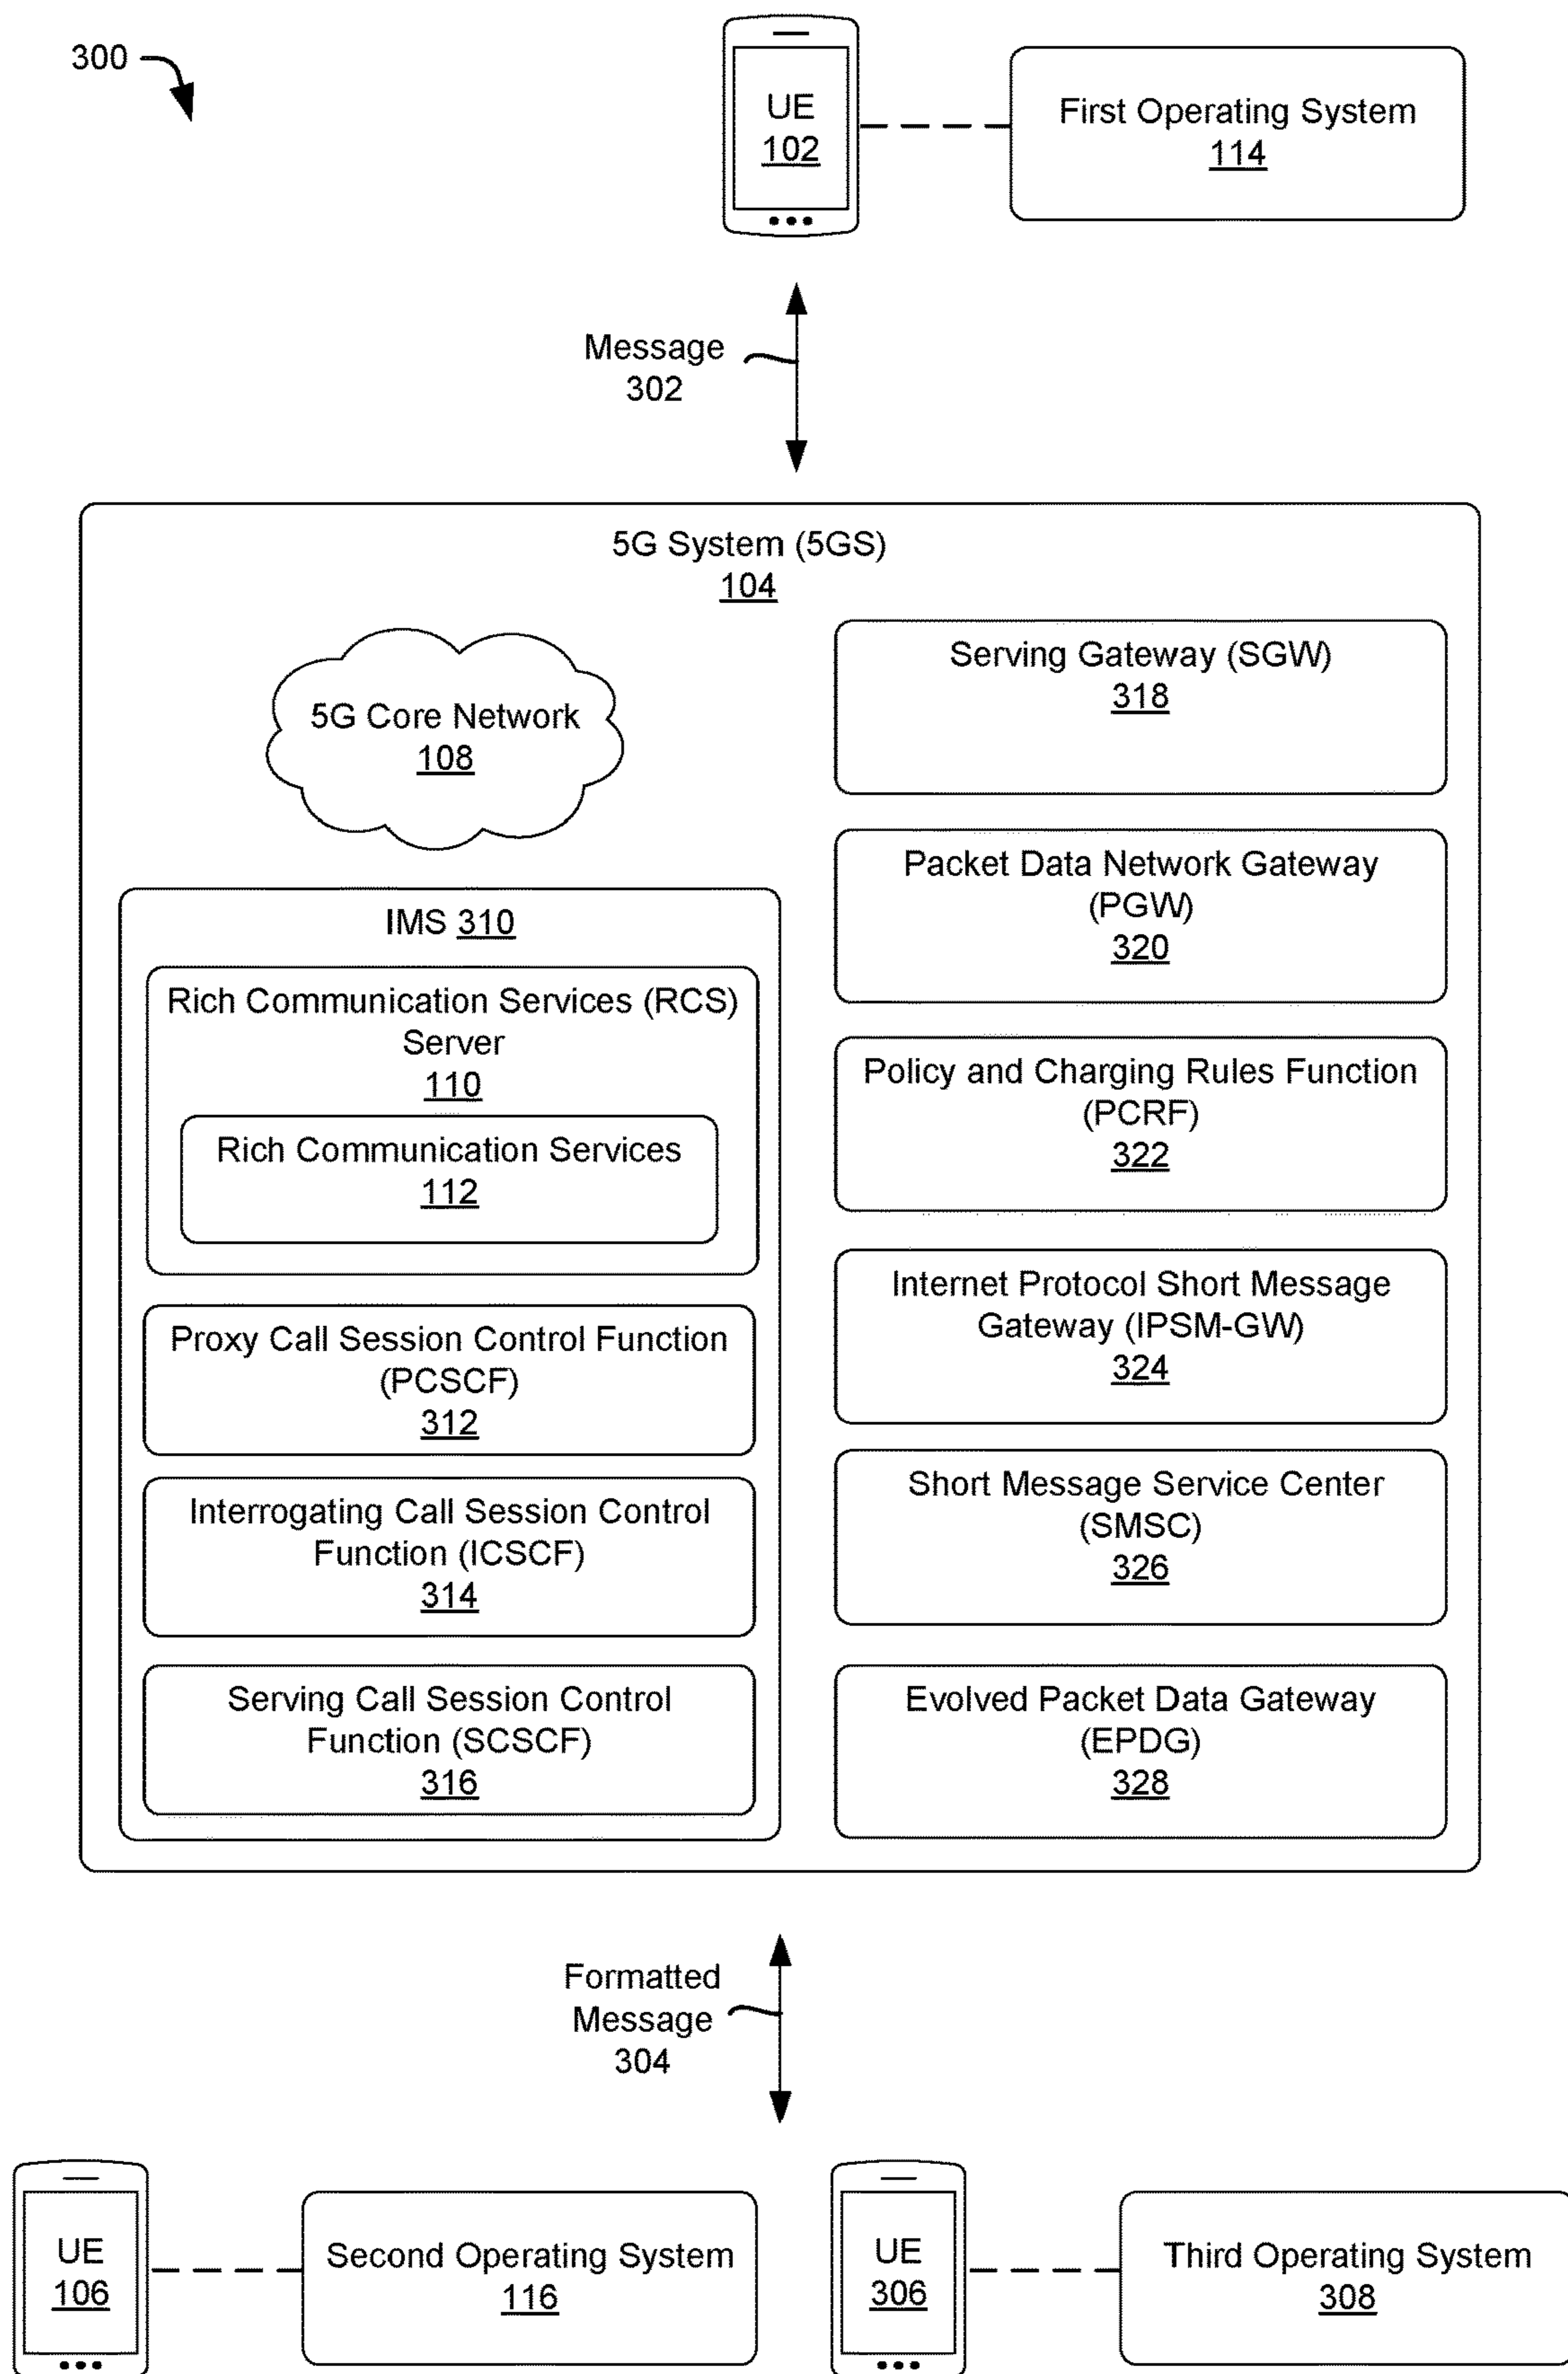 300
UE
102
First Operating System
114
Message
302
5G System (5GS)
104
5G Core Network
108
IMS 310
Rich Communication Services (RCS)
Server
110
Rich Communication Services
112
Proxy Call Session Control Function
(PCSCF)
312
Interrogating Call Session Control
Function (ICSCF)
314
Serving Call Session Control
Function (SCSCF)
316
Serving Gateway (SGW)
318
Packet Data Network Gateway
(PGW)
320
Policy and Charging Rules Function
(PCRF)
322
Internet Protocol Short Message
Gateway (IPSM-GW)
324
Short Message Service Center
(SMSC)
326
Evolved Packet Data Gateway
(EPDG)
328
Formatted
Message
304
UE
106
Second Operating System
116
UE
306
Third Operating System
308